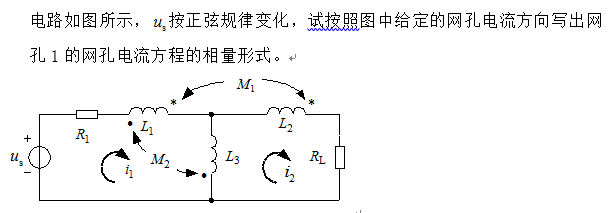 电路如图所示，us按正弦规律变化，试按照图中给定的网孔电流方向写出网
孔 1 的网孔电流方程的相量形式。
M1
* *
R1 L1 L2
+
us
−
i1 M2 L3 i2 RL